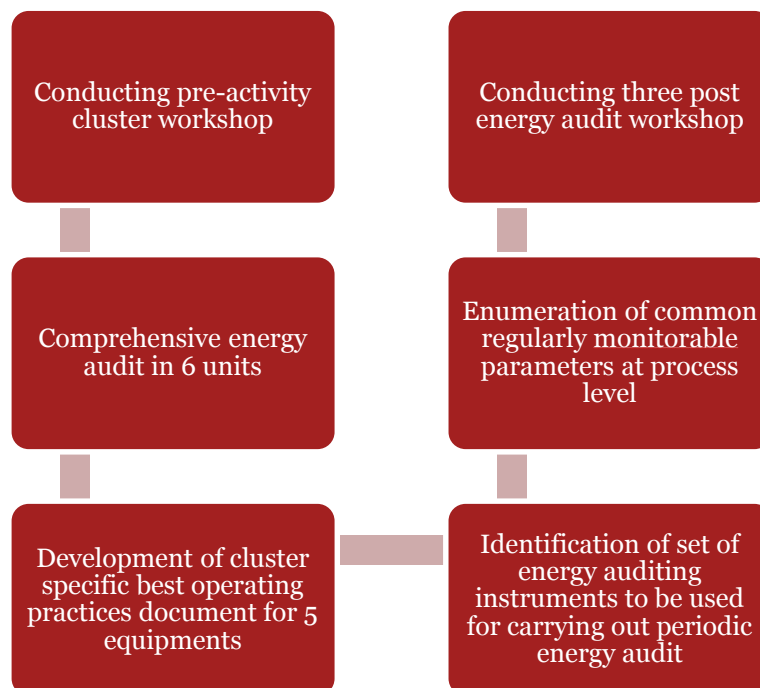 Conducting pre-activity
cluster workshop
Comprehensive energy
audit in 6 units
Development of cluster
specific best operating
practices document for 5
equipments
Identification of set of
energy auditing
instruments to be used
for carrying out periodic
energy audit
Enumeration of common
regularly monitorable
parameters at process
level
Conducting three post
energy audit workshop